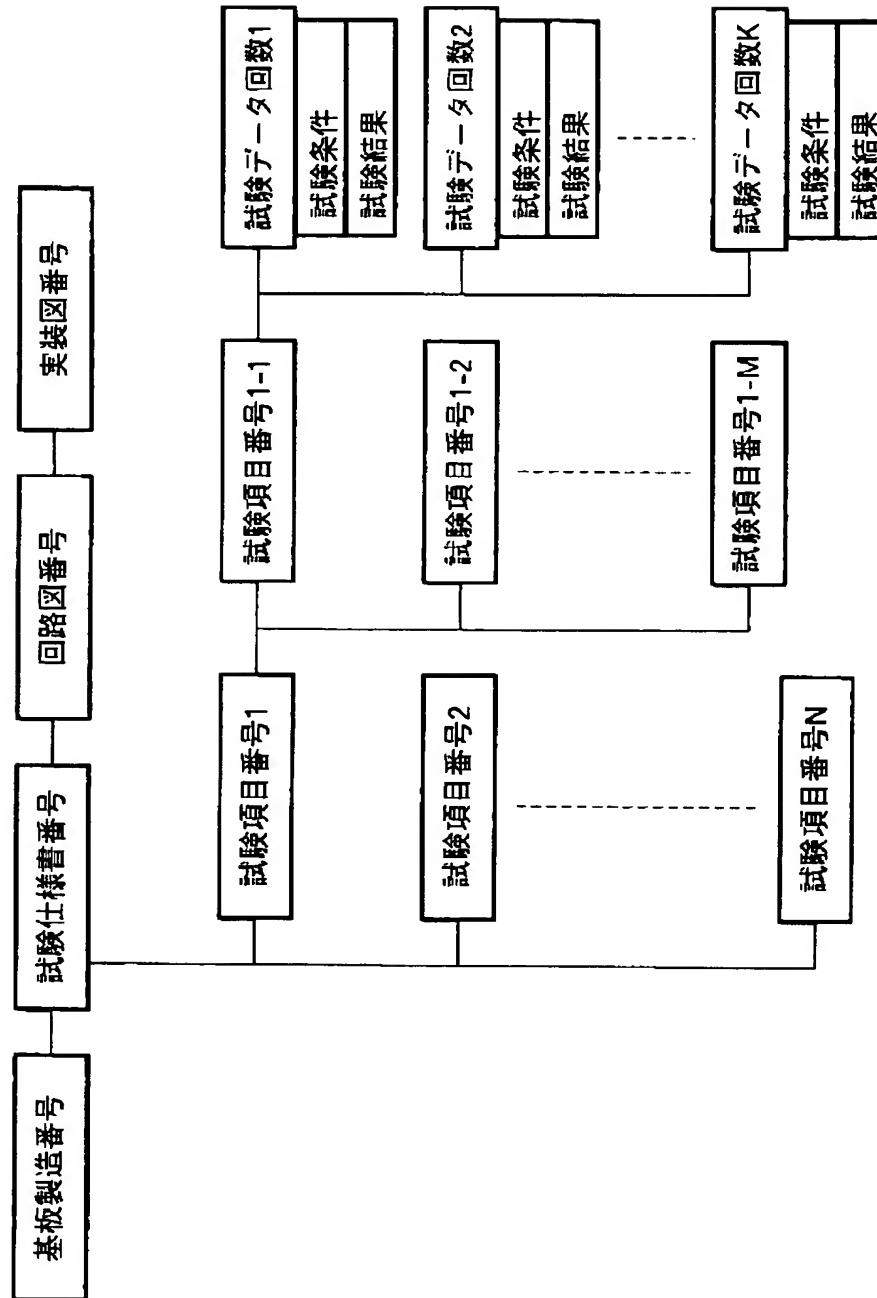 基板製造番号
試験仕様書番号
回路図番号
実装図番号
試験項目番号1
試験項目番号2
試験項目番号N
試験項目番号1-1
試験項目番号1-2
試験項目番号1-M
試験データ回数1
試験条件
試験結果
試験データ回数2
試験条件
試験結果
試験データ回数K
試験条件
試験結果